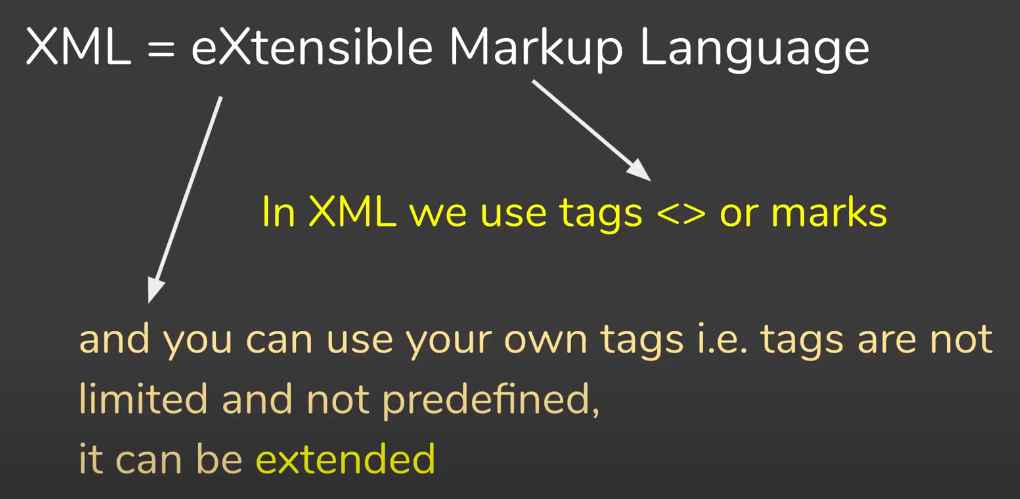 XML = eXtensible Markup Language
In XML we use tags <> or marks
and you can use your own tags i.e. tags are not
limited and not predefined,
it can be extended